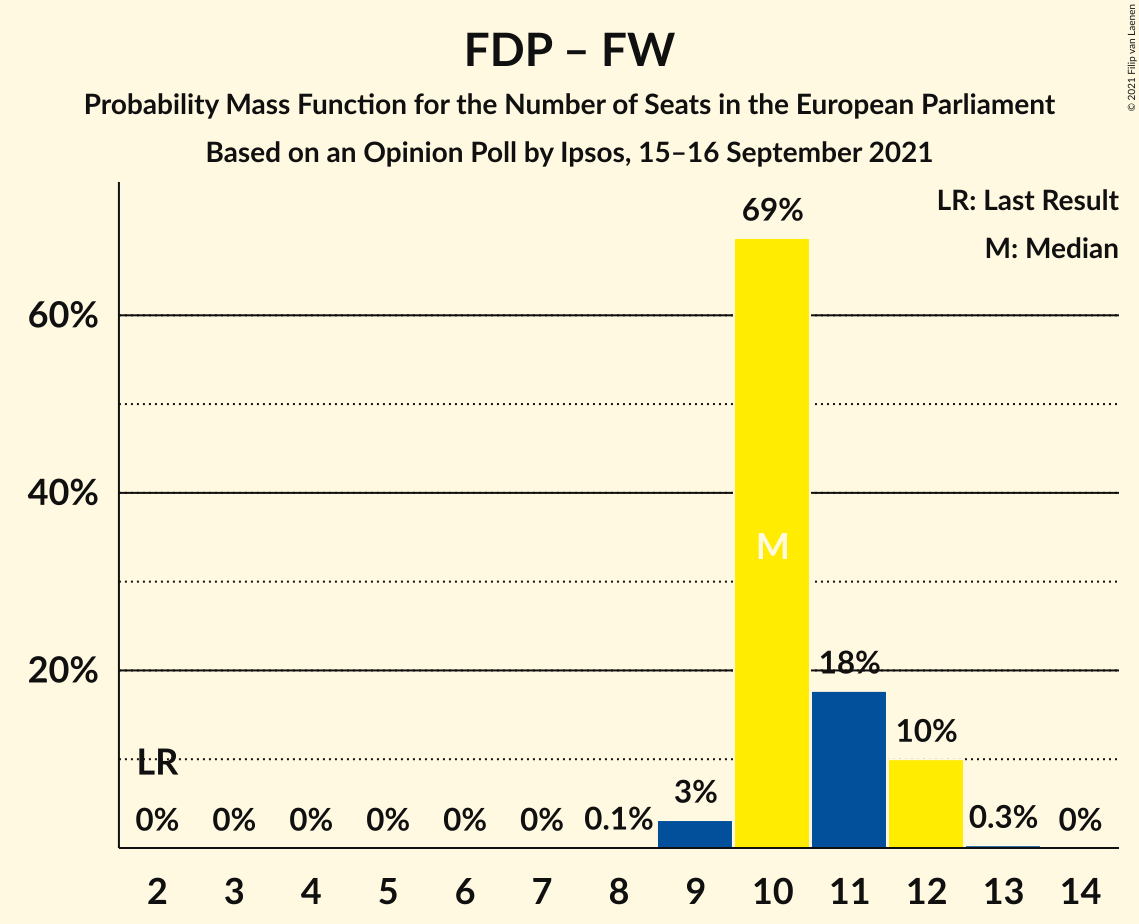 FDP – FW
Probability Mass Function for the Number of Seats in the European Parliament
Based on an Opinion Poll by Ipsos, 15–16 September 2021
© 2021 Filip van Laenen
LR: Last Result
M: Median
69%
60%
40%
M
20%
18%
10%
LR
3%
0% 0% 0% 0% 0% 0% 0.1% 0.3% 0%
2 3 4 5 6 7 8 9 10 11 12 13 14